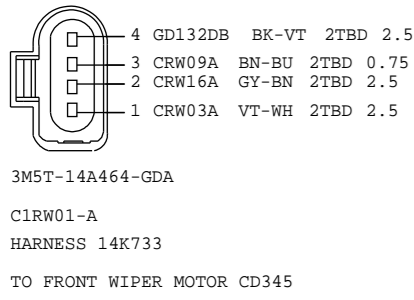 4 GD132DB BK-VT 2TBD 2.5
3 CRW09A BN-BU 2TBD 0.75
2 CRW16A GY-BN 2TBD 2.5
1 CRW03A VT-WH 2TBD 2.5
3M5T-14A464-GDA
C1RW01-A
HARNESS 14K733
TO FRONT WIPER MOTOR CD345